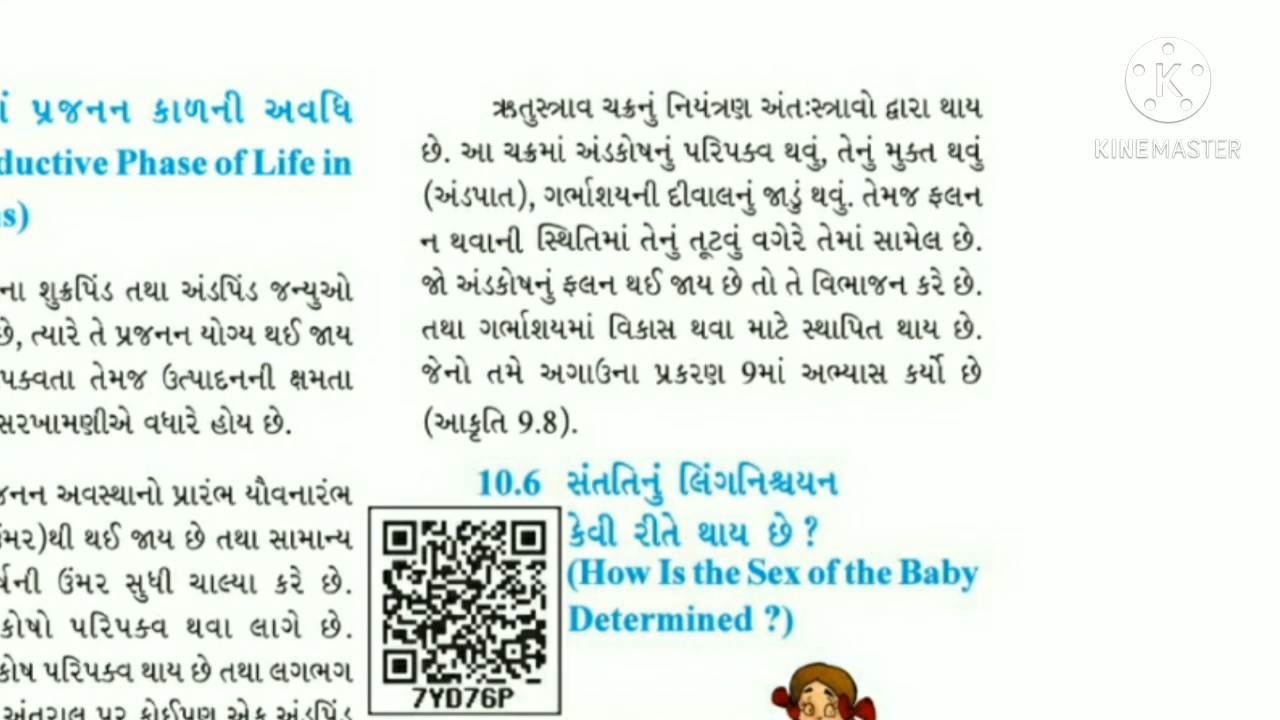 પ્રજનન કાળની અવધિ
ductive Phase of Life in
s)
ના શુક્રપિંડ તથા અંડપિંડ જન્યુઓ
છે, ત્યારે તે પ્રજનન યોગ્ય થઈ જાય
પક્વતા તેમજ ઉત્પાદનની ક્ષમતા
સરખામણીએ વધારે હોય છે.
જનન અવસ્થાનો પ્રારંભ યૌવનારંભ
ઉંમર)થી થઈ જાય છે તથા સામાન્ય
ર્ષની ઉંમર સુધી ચાલ્યા કરે છે.
કોષો પરિપક્વ થવા લાગે છે.
કોષ પરિપક્વ થાય છે તથા લગભગ
અંતરાલ પર કોઈપણ એક અંડપિંડ
ઋતુસ્ત્રાવ ચક્રનું નિયંત્રણ અંતઃસ્ત્રાવો દ્વારા થાય
છે. આ ચક્રમાં અંડકોષનું પરિપક્વ થવું, તેનું મુક્ત થવું
(અંડપાત), ગર્ભાશયની દીવાલનું જાડું થવું. તેમજ ફલન
ન થવાની સ્થિતિમાં તેનું તૂટવું વગેરે તેમાં સામેલ છે.
જો અંડકોષનું ફલન થઈ જાય છે તો તે વિભાજન કરે છે.
તથા ગર્ભાશયમાં વિકાસ થવા માટે સ્થાપિત થાય છે.
જેનો તમે અગાઉના પ્રકરણ 9માં અભ્યાસ કર્યો છે
(આકૃતિ 9.8).
10.6 સંતતિનું લિંગનિશ્ચયન
કેવી રીતે થાય છે ?
(How Is the Sex of the Baby
Determined ?)
7YD76P
K
KINEMASTER